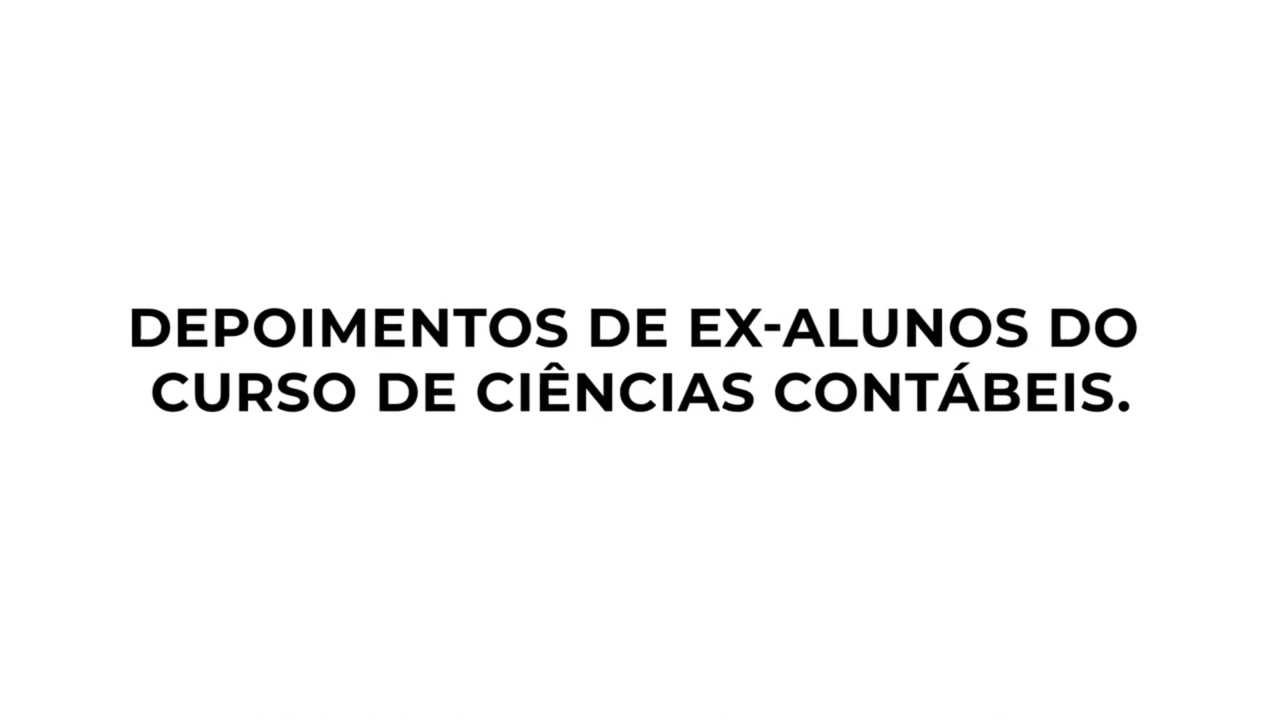 DEPOIMENTOS DE EX-ALUNOS DO
CURSO DE CIÊNCIAS CONTÁBEIS.